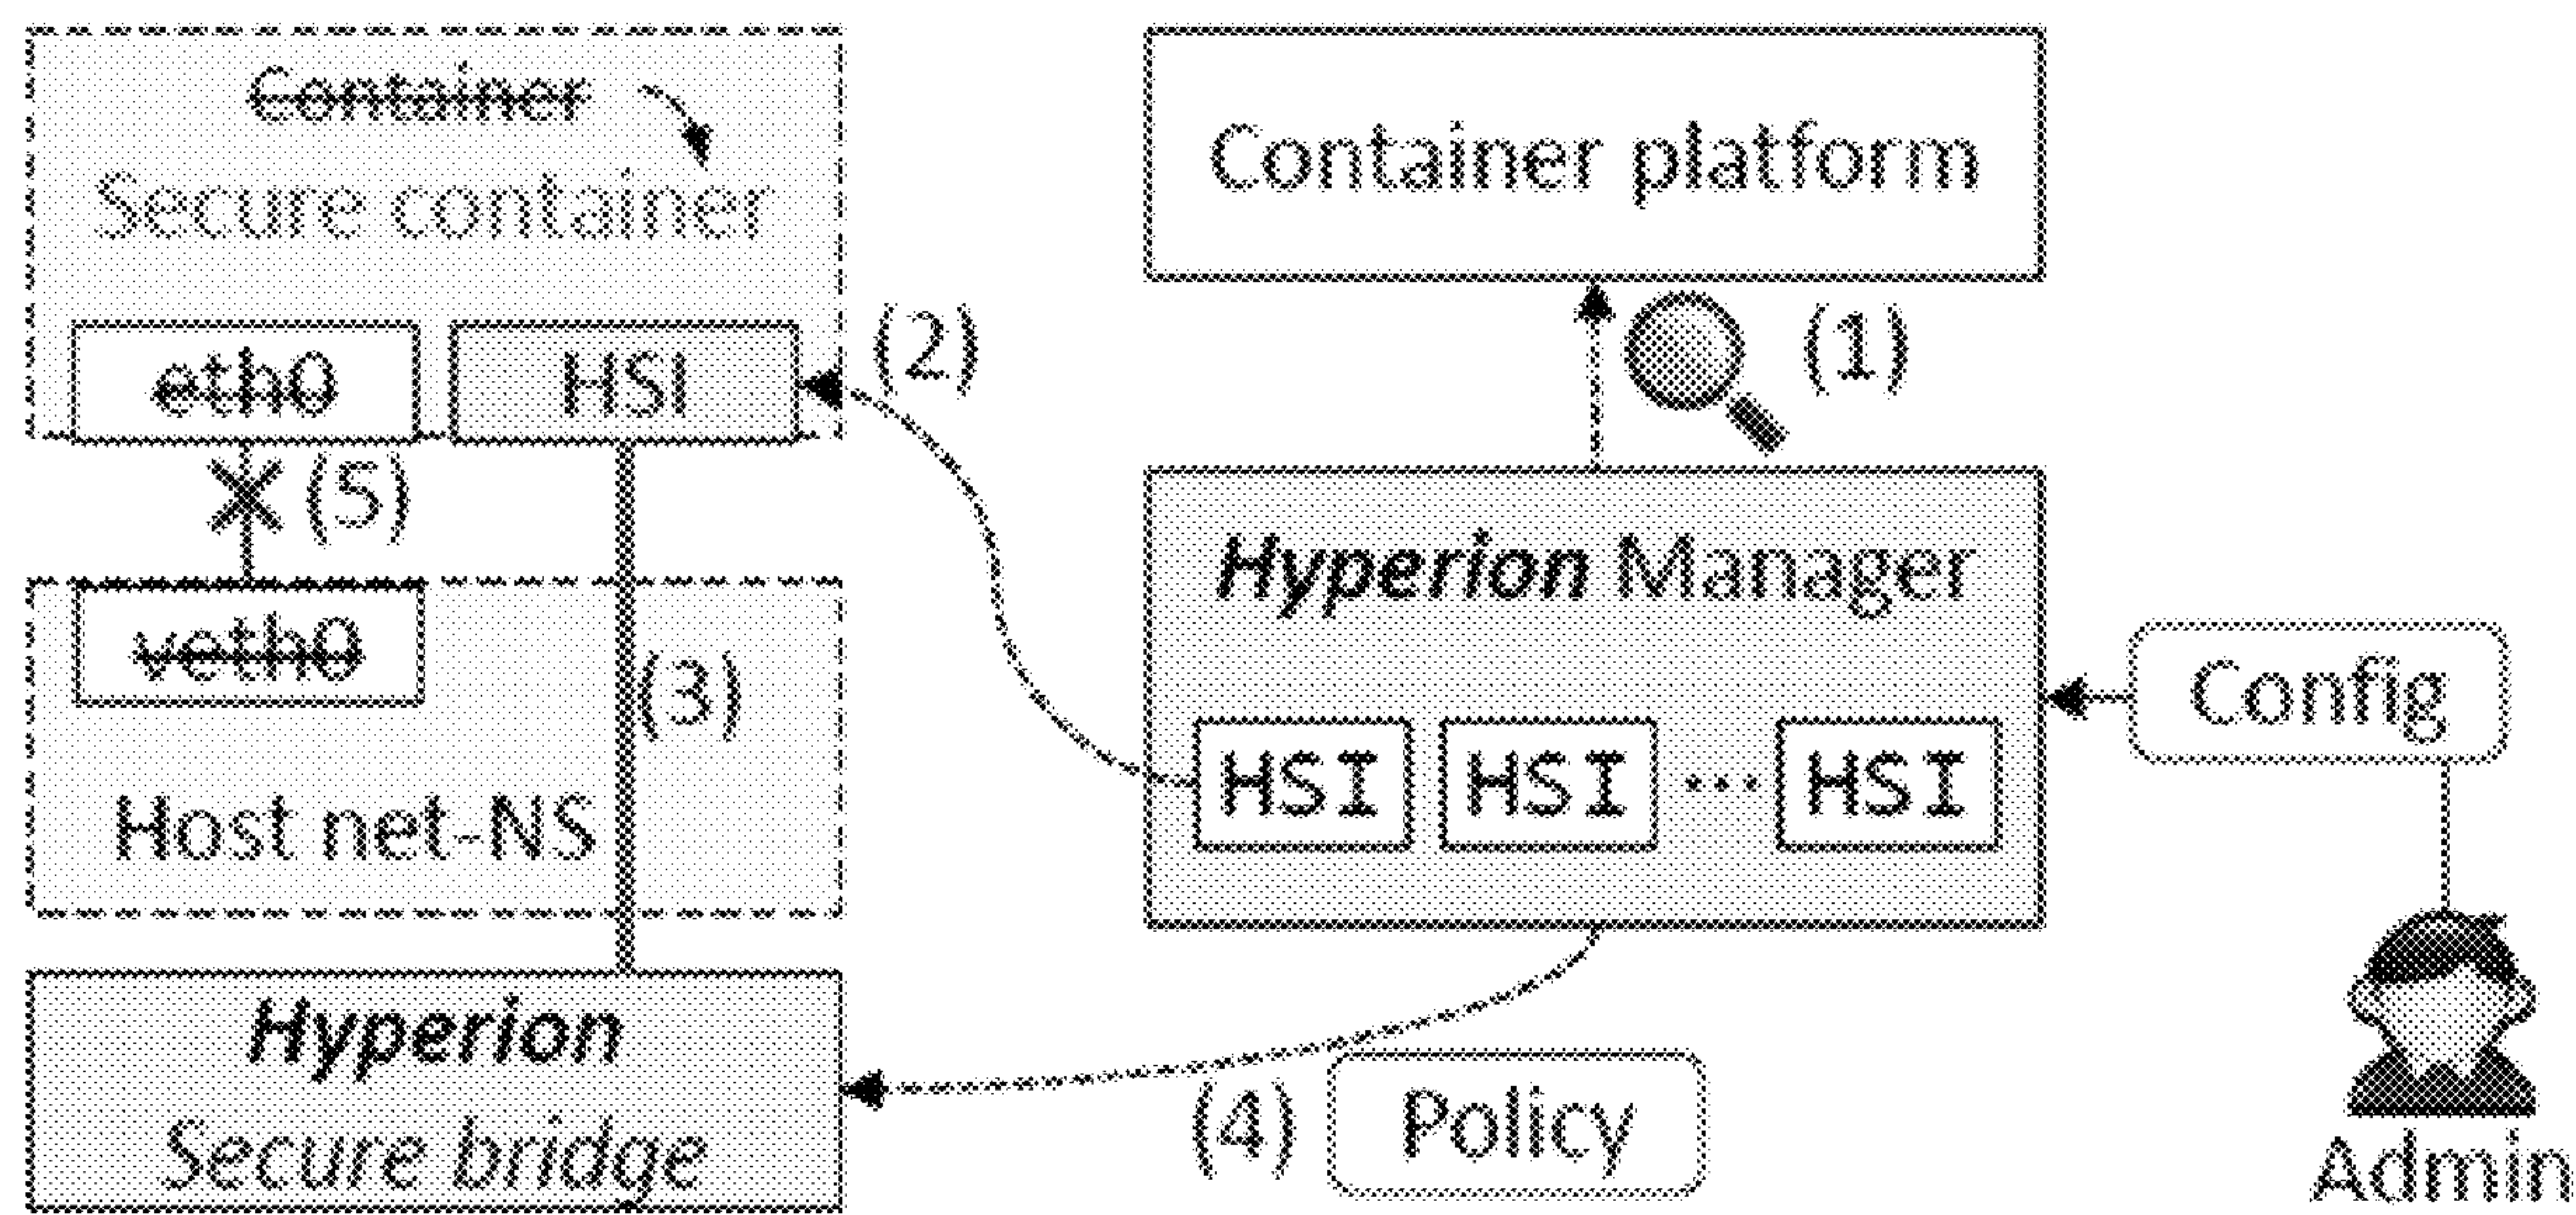 Container
Secure container
eth0
HSI
(2)
(5)
veth0
(3)
Host net-NS
Hyperion
Secure bridge
Container platform
(1)
Hyperion Manager
HSI HSI ... HSI
Config
(4)
Policy
Admin